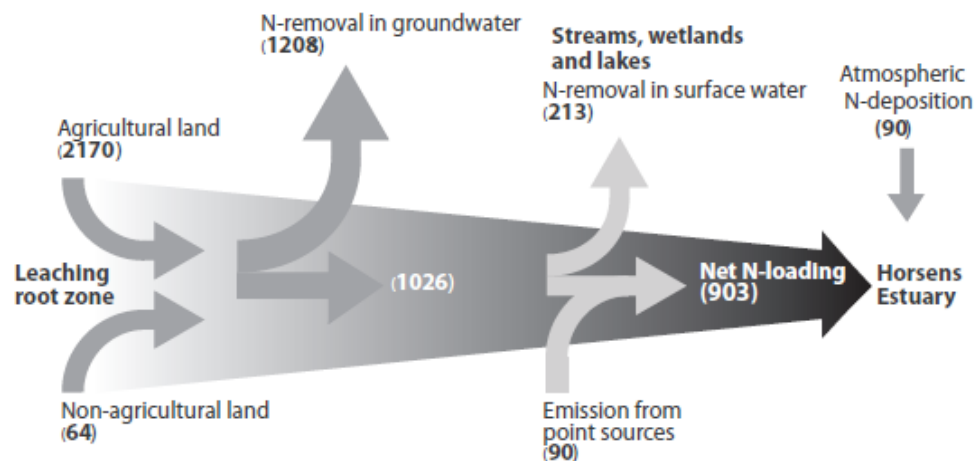 N-removal in groundwater
(1208)
Streams, wetlands
and lakes
N-removal in surface water
(213)
Atmospheric
N-deposition
(90)
Agricultural land
(2170)
Leaching
root zone
(1026)
Net N-loading
(903)
Horsens
Estuary
Non-agricultural land
(64)
Emission from
point sources
(90)